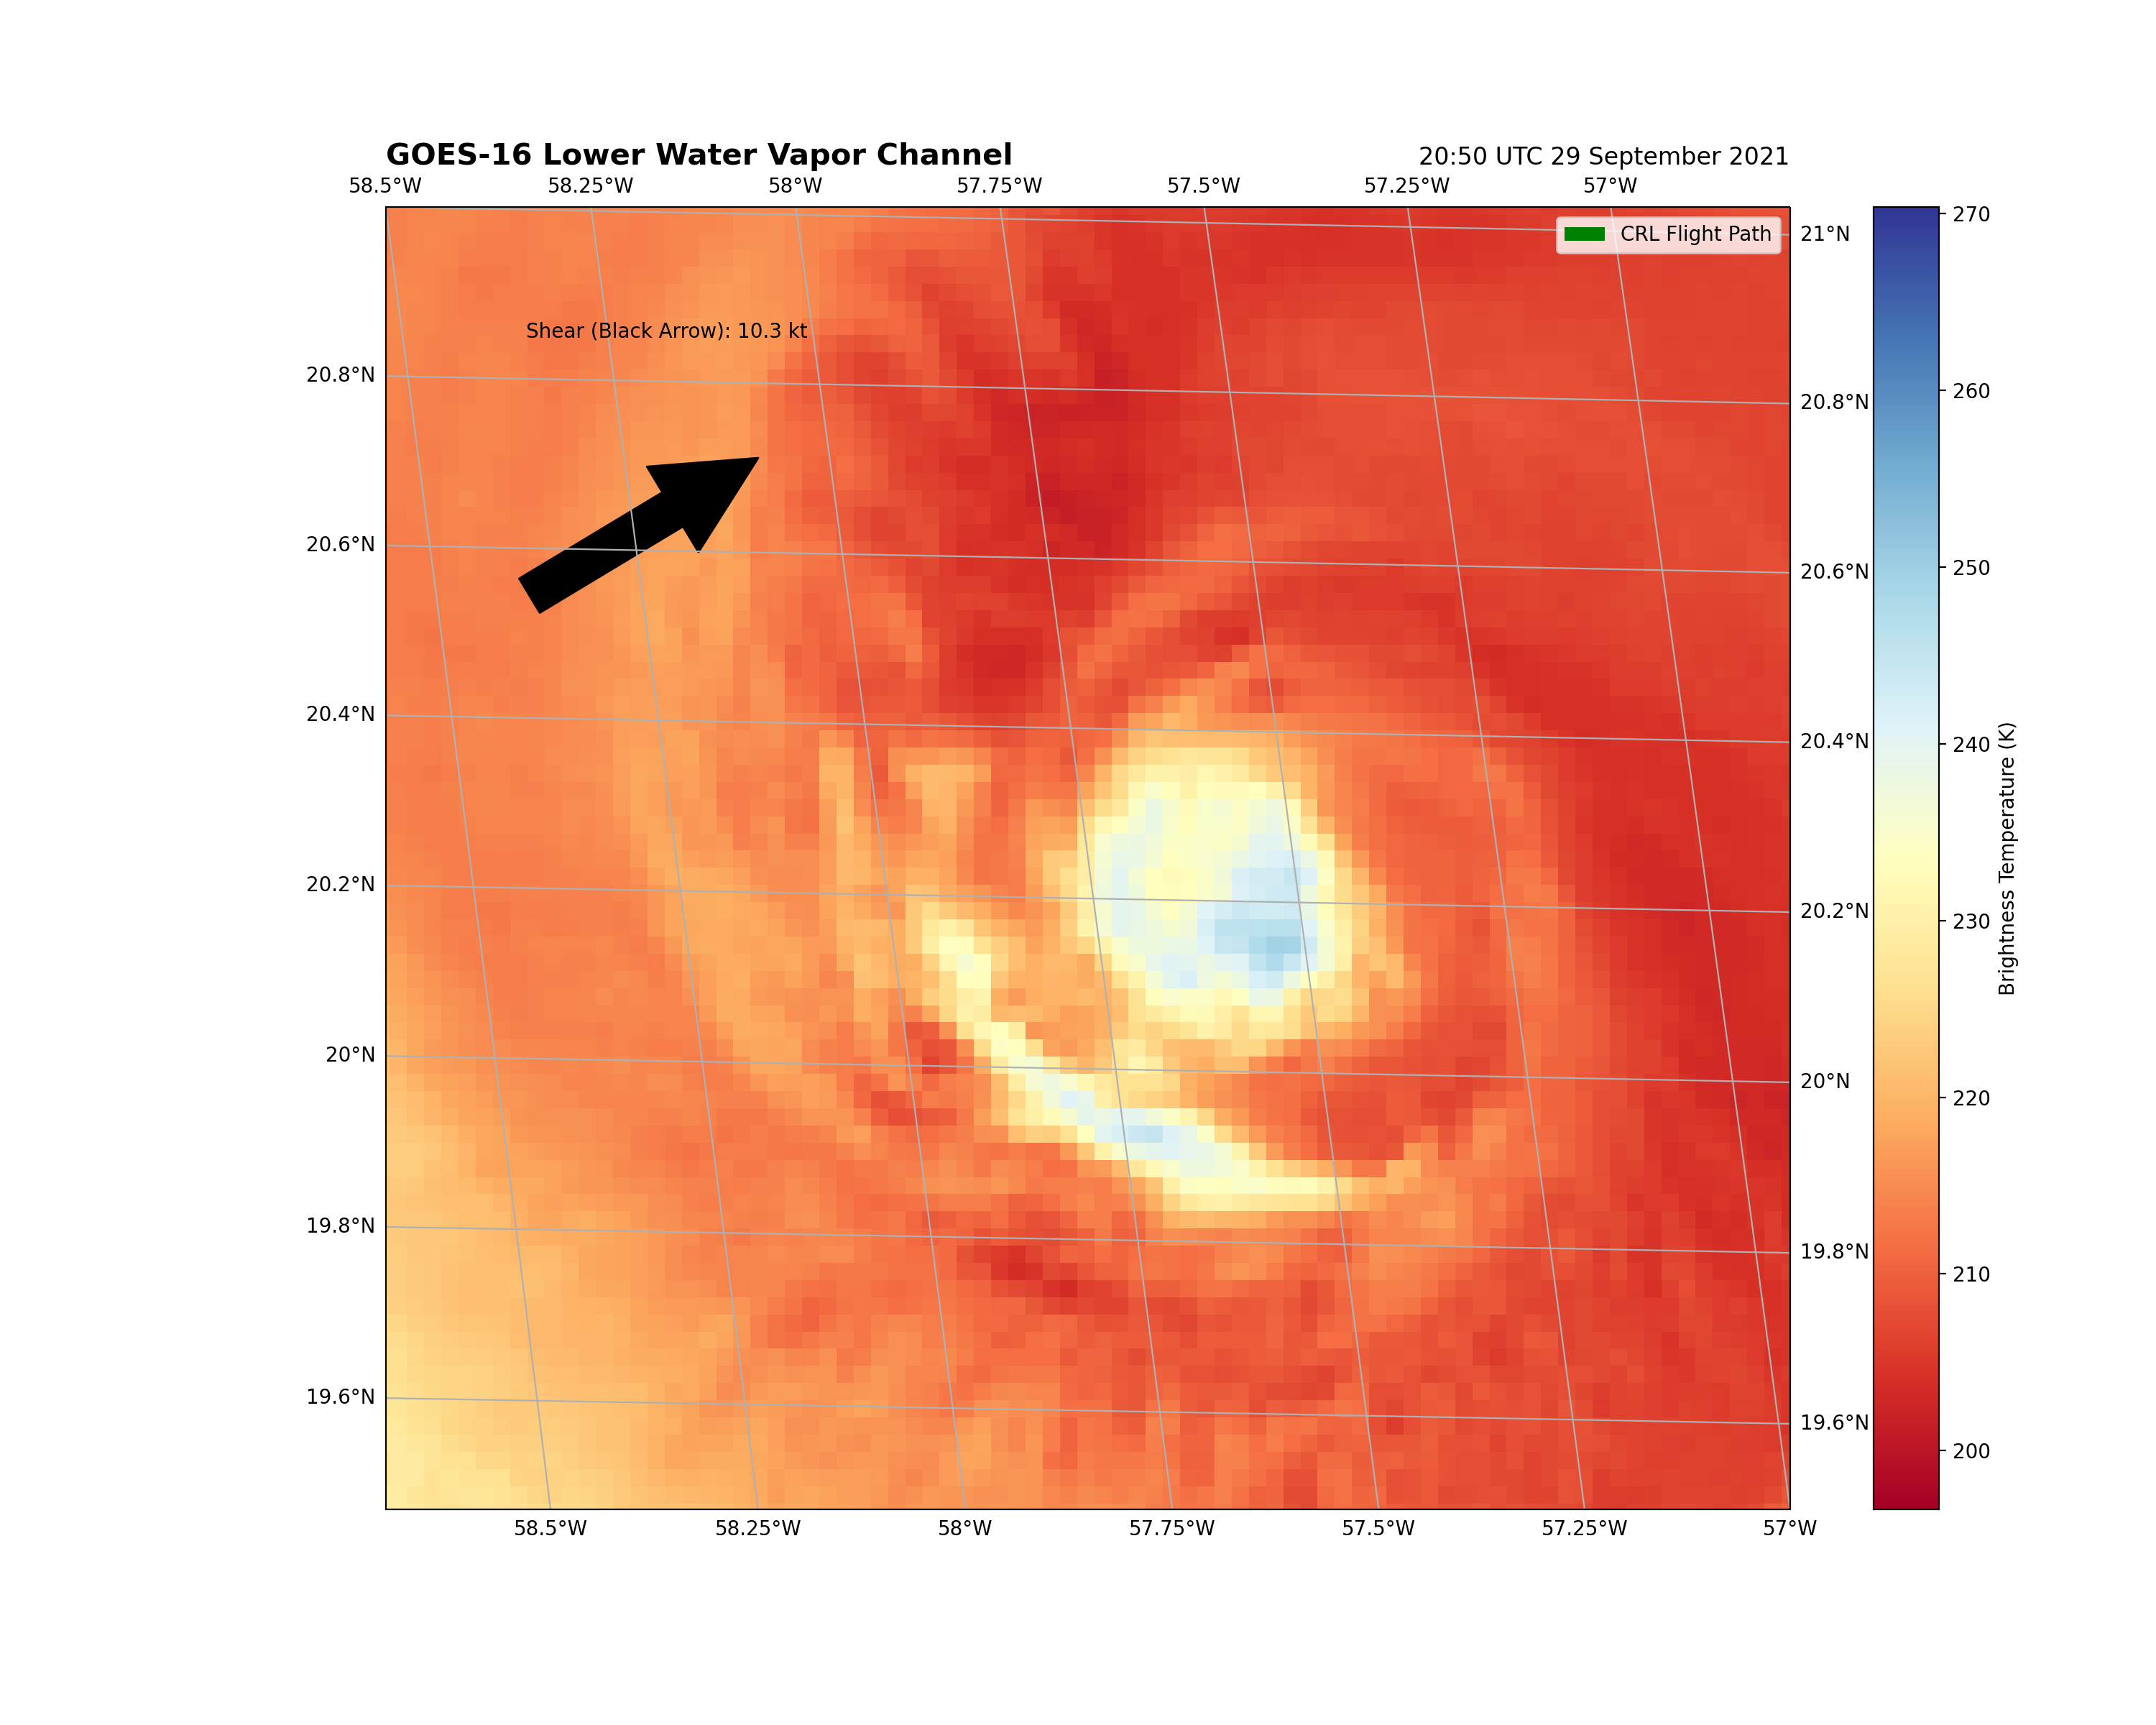 GOES-16 Lower Water Vapor Channel
20:50 UTC 29 September 2021
58.5°W 58.25°W 58°W 57.75°W 57.5°W 57.25°W 57°W
CRL Flight Path
21°N
270
Shear (Black Arrow): 10.3 kt
20.8°N
20.8°N
260
20.6°N
20.6°N
250
20.4°N
20.4°N
240
Brightness Temperature (K)
20.2°N
20.2°N
230
20°N
20°N
220
19.8°N
19.8°N
210
19.6°N
19.6°N
200
58.5°W 58.25°W 58°W 57.75°W 57.5°W 57.25°W 57°W